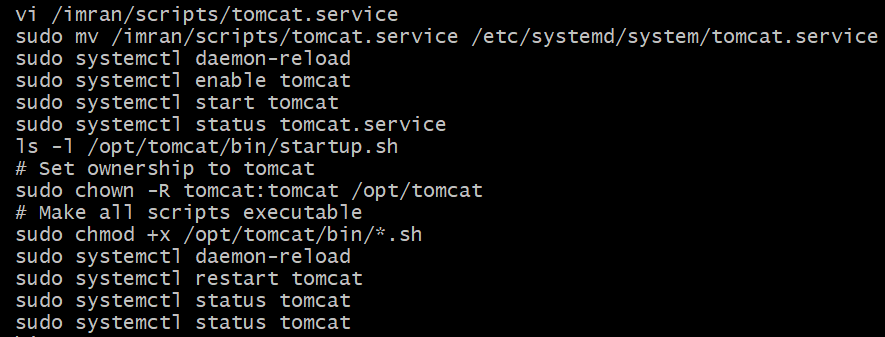 vi /imran/scripts/tomcat.service
sudo mv /imran/scripts/tomcat.service /etc/systemd/system/tomcat.service
sudo systemctl daemon-reload
sudo systemctl enable tomcat
sudo systemctl start tomcat
sudo systemctl status tomcat.service
ls -l /opt/tomcat/bin/startup.sh
# Set ownership to tomcat
sudo chown -R tomcat:tomcat /opt/tomcat
# Make all scripts executable
sudo chmod +x /opt/tomcat/bin/*.sh
sudo systemctl daemon-reload
sudo systemctl restart tomcat
sudo systemctl status tomcat
sudo systemctl status tomcat